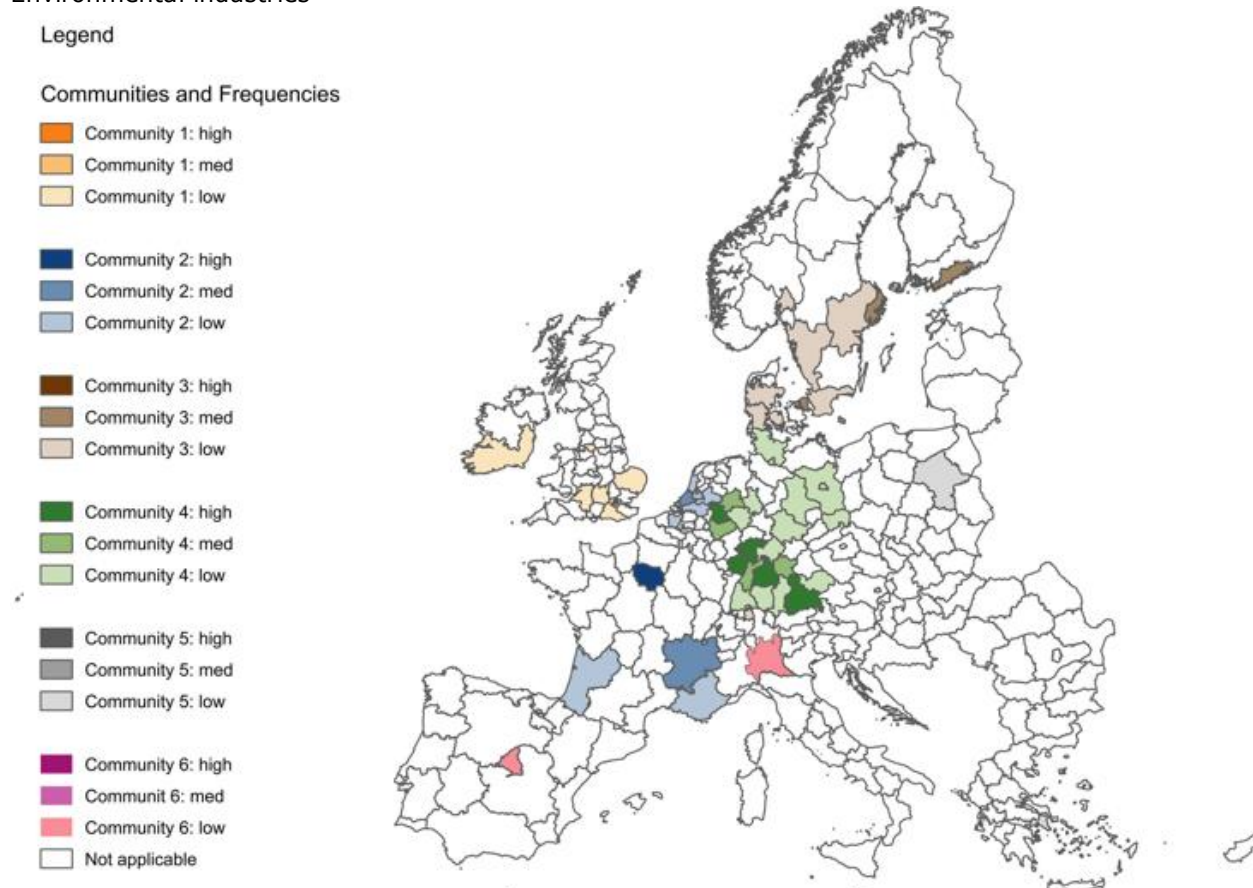 Environmental industries
Legend
Communities and Frequencies
Community 1: high
Community 1: med
Community 1: low
Community 2: high
Community 2: med
Community 2: low
Community 3: high
Community 3: med
Community 3: low
Community 4: high
Community 4: med
Community 4: low
Community 5: high
Community 5: med
Community 5: low
Community 6: high
Communit 6: med
Community 6: low
Not applicable